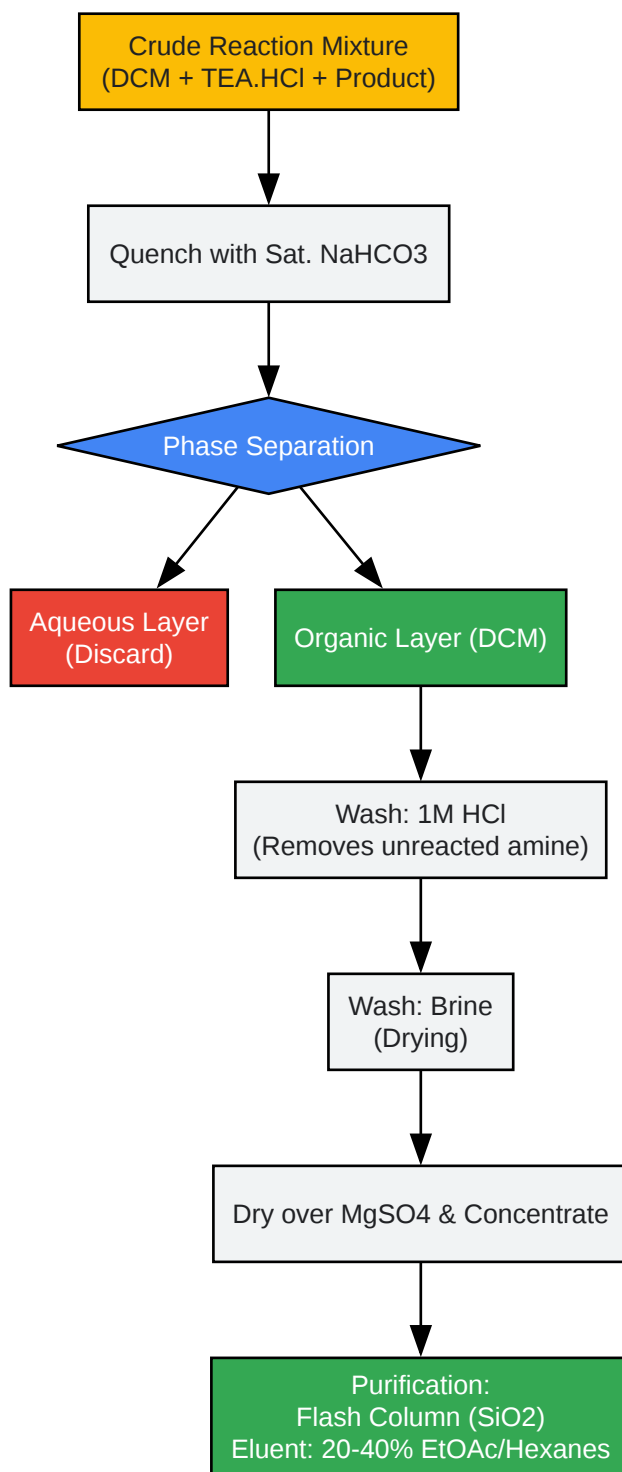 Crude Reaction Mixture
(DCM + TEA.HCl + Product)
Quench with Sat. NaHCO3
Phase Separation
Aqueous Layer
(Discard)
Organic Layer (DCM)
Wash: 1M HCl
(Removes unreacted amine)
Wash: Brine
(Drying)
Dry over MgSO4 & Concentrate
Purification:
Flash Column (SiO2)
Eluent: 20-40% EtOAc/Hexanes